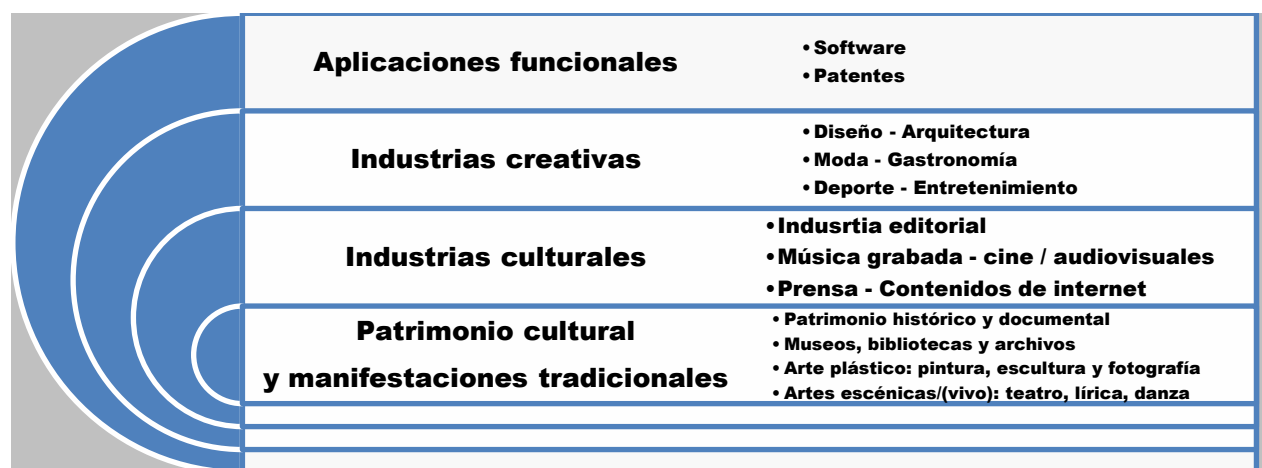 Aplicaciones funcionales
• Software
• Patentes
Industrias creativas
• Diseño - Arquitectura
• Moda - Gastronomía
• Deporte - Entretenimiento
Industrias culturales
• Indusrtia editorial
• Música grabada - cine / audiovisuales
• Prensa - Contenidos de internet
Patrimonio cultural
y manifestaciones tradicionales
• Patrimonio histórico y documental
• Museos, bibliotecas y archivos
• Arte plástico: pintura, escultura y fotografía
• Artes escénicas/(vivo): teatro, lírica, danza